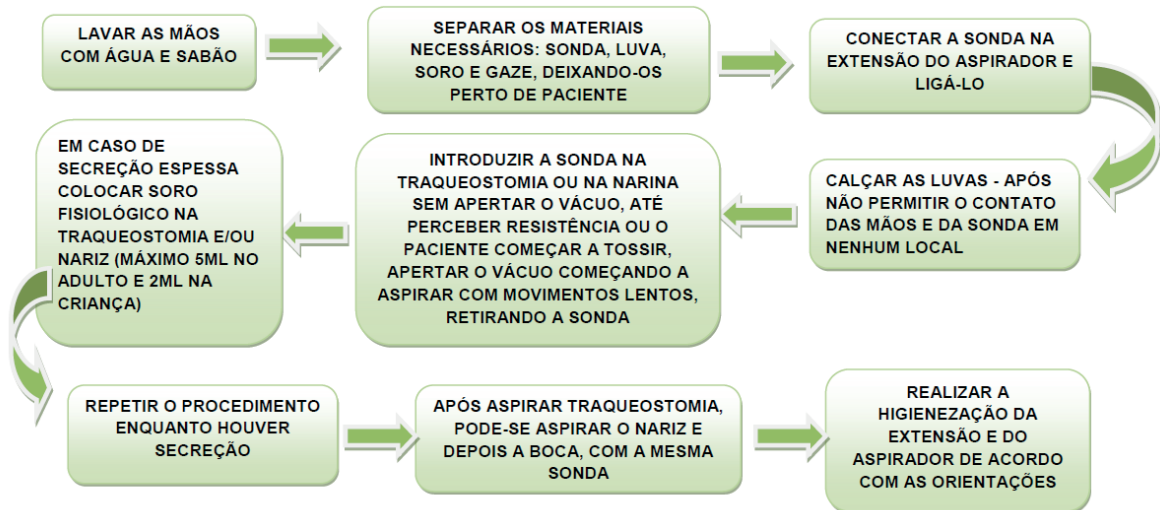 LAVAR AS MÃOS
COM ÁGUA E SABÃO
SEPARAR OS MATERIAIS
NECESSÁRIOS: SONDA, LUVA,
SORO E GAZE, DEIXANDO-OS
PERTO DE PACIENTE
CONECTAR A SONDA NA
EXTENSÃO DO ASPIRADOR E
LIGÁ-LO
CALÇAR AS LUVAS - APÓS
NÃO PERMITIR O CONTATO
DAS MÃOS E DA SONDA EM
NENHUM LOCAL
INTRODUZIR A SONDA NA
TRAQUEOSTOMIA OU NA NARINA
SEM APERTAR O VÁCUO, ATÉ
PERCEBER RESISTÊNCIA OU O
PACIENTE COMEÇAR A TOSSIR,
APERTAR O VÁCUO COMEÇANDO A
ASPIRAR COM MOVIMENTOS LENTOS,
RETIRANDO A SONDA
EM CASO DE
SECREÇÃO ESPESSA
COLOCAR SORO
FISIOLÓGICO NA
TRAQUEOSTOMIA E/OU
NARIZ (MÁXIMO 5ML NO
ADULTO E 2ML NA
CRIANÇA)
REPETIR O PROCEDIMENTO
ENQUANTO HOUVER
SECREÇÃO
APÓS ASPIRAR TRAQUEOSTOMIA,
PODE-SE ASPIRAR O NARIZ E
DEPOIS A BOCA, COM A MESMA
SONDA
REALIZAR A
HIGIENEZAÇÃO DA
EXTENSÃO E DO
ASPIRADOR DE ACORDO
COM AS ORIENTAÇÕES